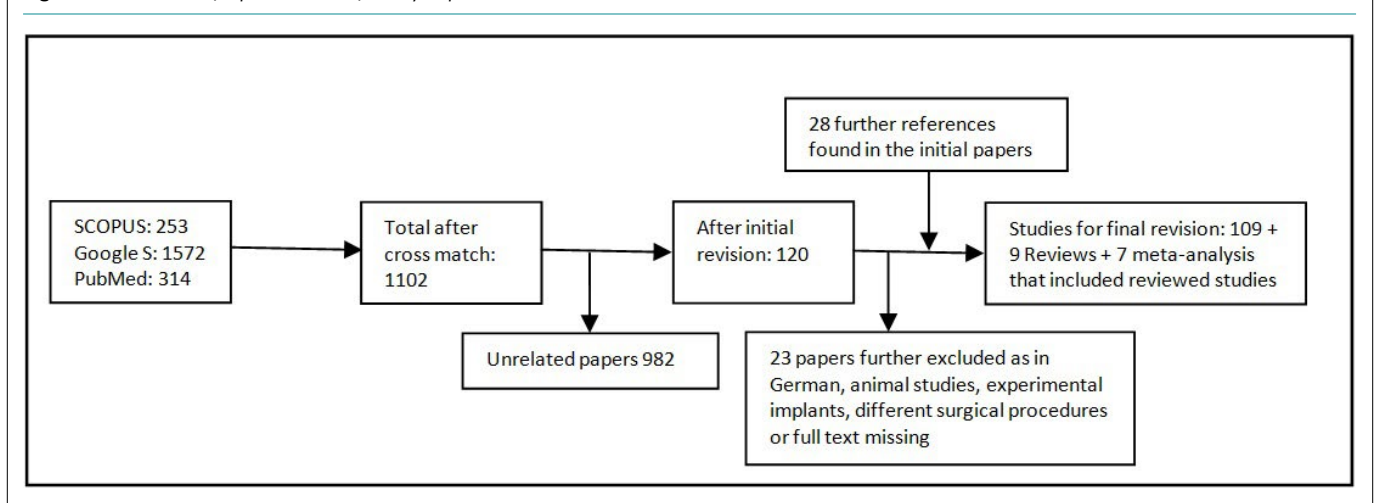 SCOPUS: 253
Google S: 1572
PubMed: 314
Total after
cross match:
1102
Unrelated papers 982
After initial
revision: 120
28 further references
found in the initial papers
23 papers further excluded as in
German, animal studies, experimental
implants, different surgical procedures
or full text missing
Studies for final revision: 109 +
9 Reviews + 7 meta-analysis
that included reviewed studies